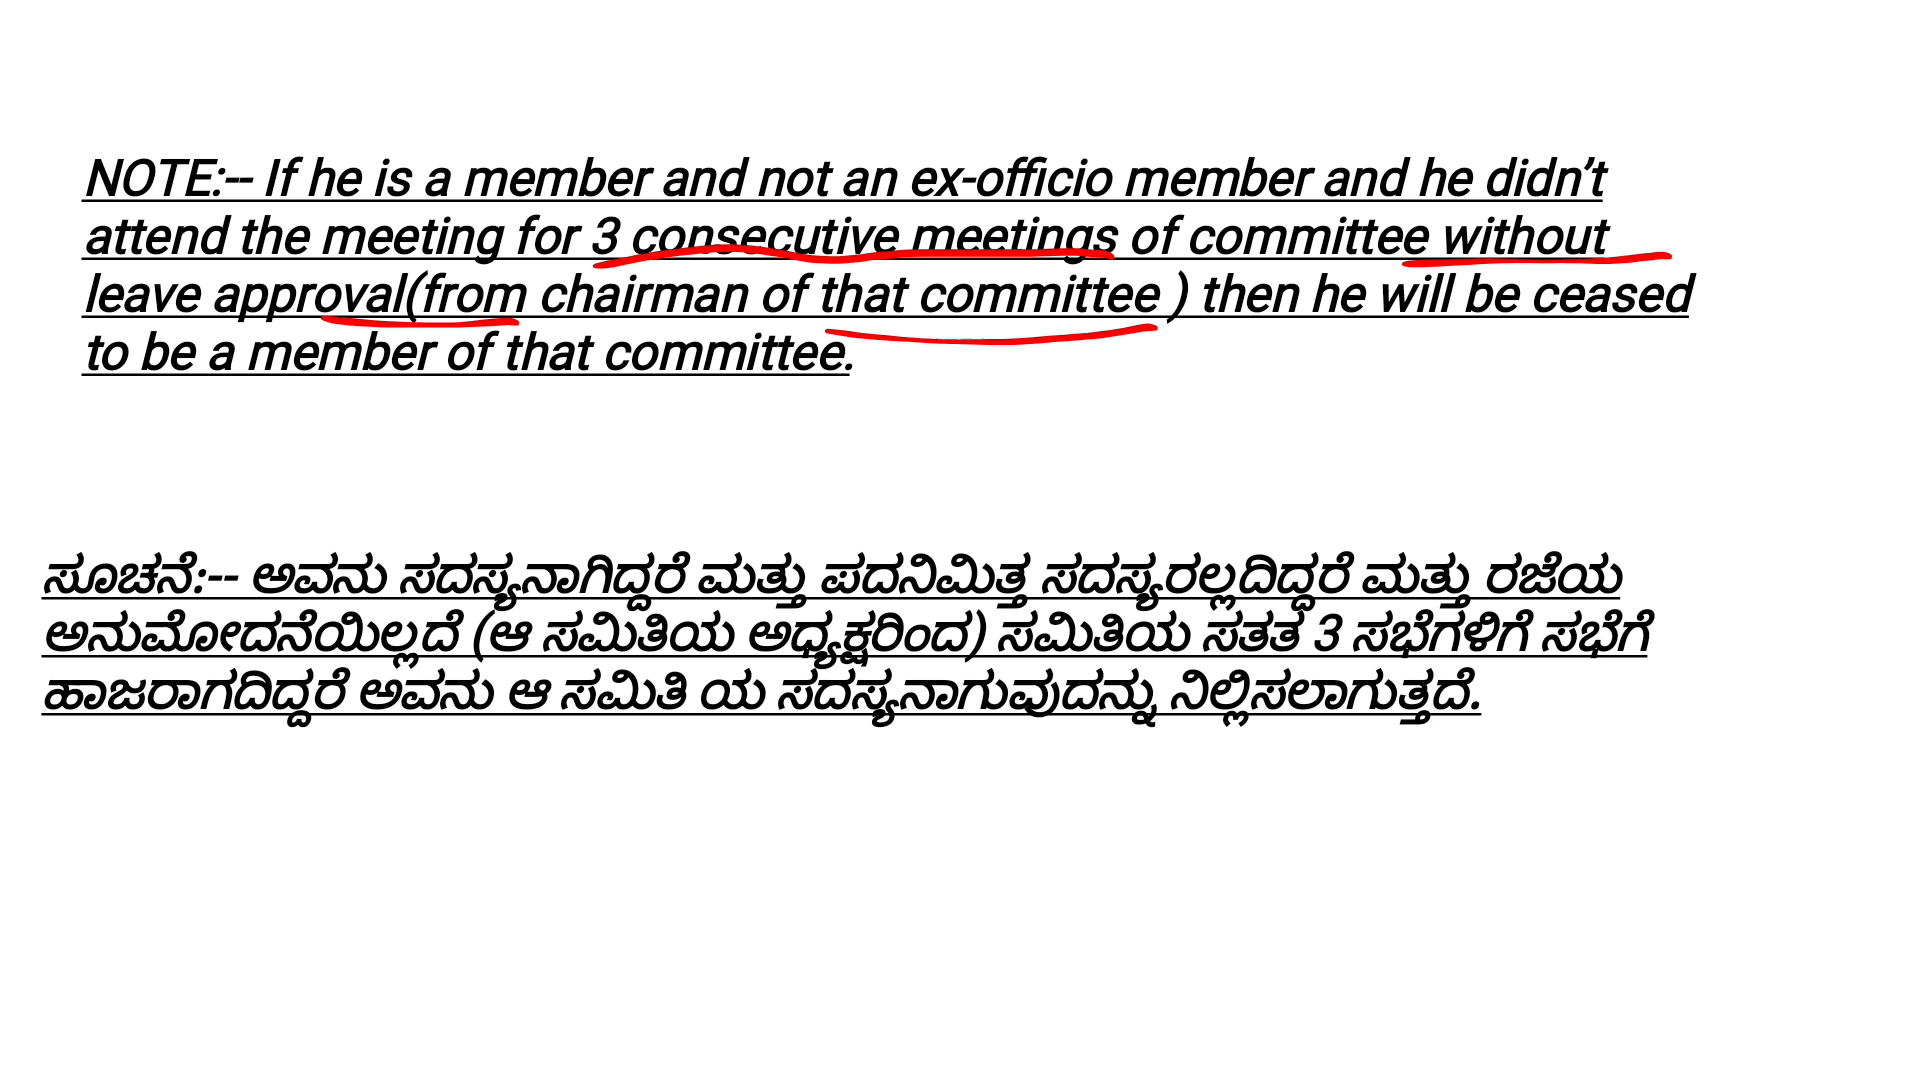 NOTE:-- If he is a member and not an ex-officio member and he didn’t
attend the meeting for 3 consecutive meetings of committee without
leave approval(from chairman of that committee ) then he will be ceased
to be a member of that committee.
ಸೂಚನೆ:-- ಅವನು ಸದಸ್ಯನಾಗಿದ್ದರೆ ಮತ್ತು ಪದನಿಮಿತ್ತ ಸದಸ್ಯರಲ್ಲದಿದ್ದರೆ ಮತ್ತು ರಜೆಯ
ಅನುಮೋದನೆಯಿಲ್ಲದೆ (ಆ ಸಮಿತಿಯ ಅಧ್ಯಕ್ಷರಿಂದ) ಸಮಿತಿಯ ಸತತ 3 ಸಭೆಗಳಿಗೆ ಸಭೆಗೆ
ಹಾಜರಾಗದಿದ್ದರೆ ಅವನು ಆ ಸಮಿತಿ ಯ ಸದಸ್ಯನಾಗುವುದನ್ನು ನಿಲ್ಲಿಸಲಾಗುತ್ತದೆ.